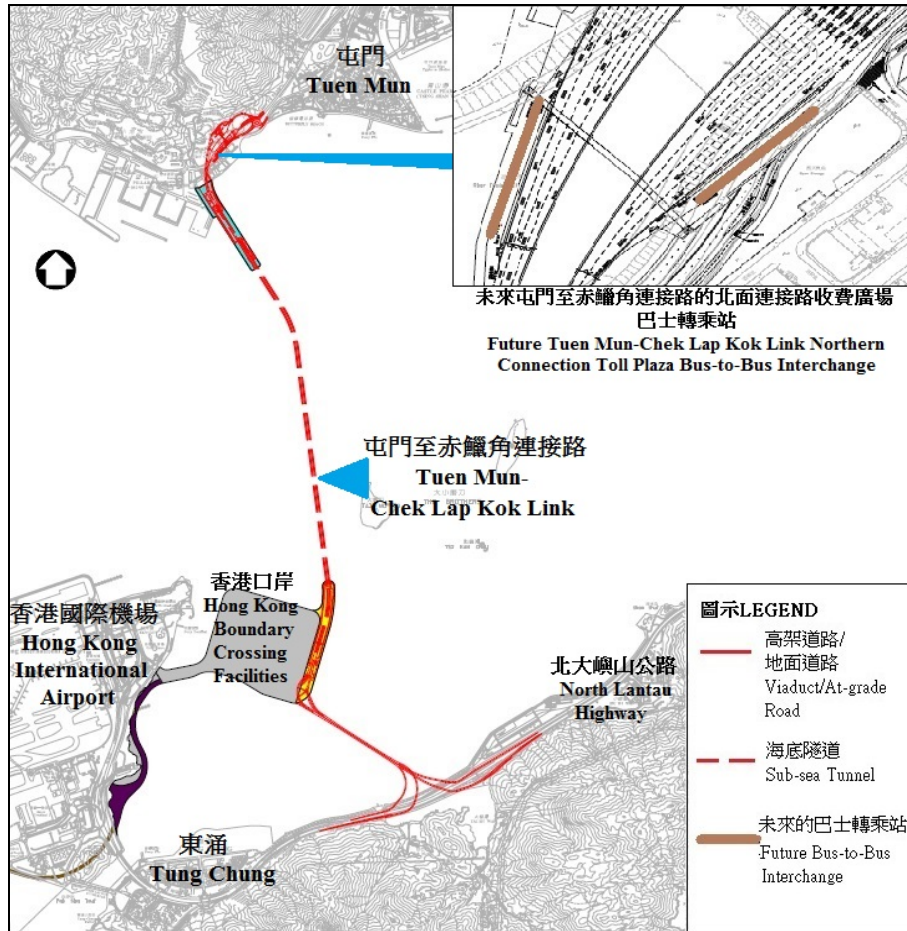 屯門
Tuen Mun
未來屯門至赤鱲角連接路的北面連接路收費廣場
巴士轉乘站
Future Tuen Mun-Chek Lap Kok Link Northern
Connection Toll Plaza Bus-to-Bus Interchange
屯門至赤鱲角連接路
Tuen Mun-
Chek Lap Kok Link
大小磨刀
THE BROTHERS
香港口岸
Hong Kong
Boundary
Crossing
Facilities
香港國際機場
Hong Kong
International
Airport
北大嶼山公路
North Lantau
Highway
東涌
Tung Chung
圖示LEGEND
高架道路/
地面道路
Viaduct/At-grade
Road
海底隧道
Sub-sea Tunnel
未來的巴士轉乘站
Future Bus-to-Bus
Interchange